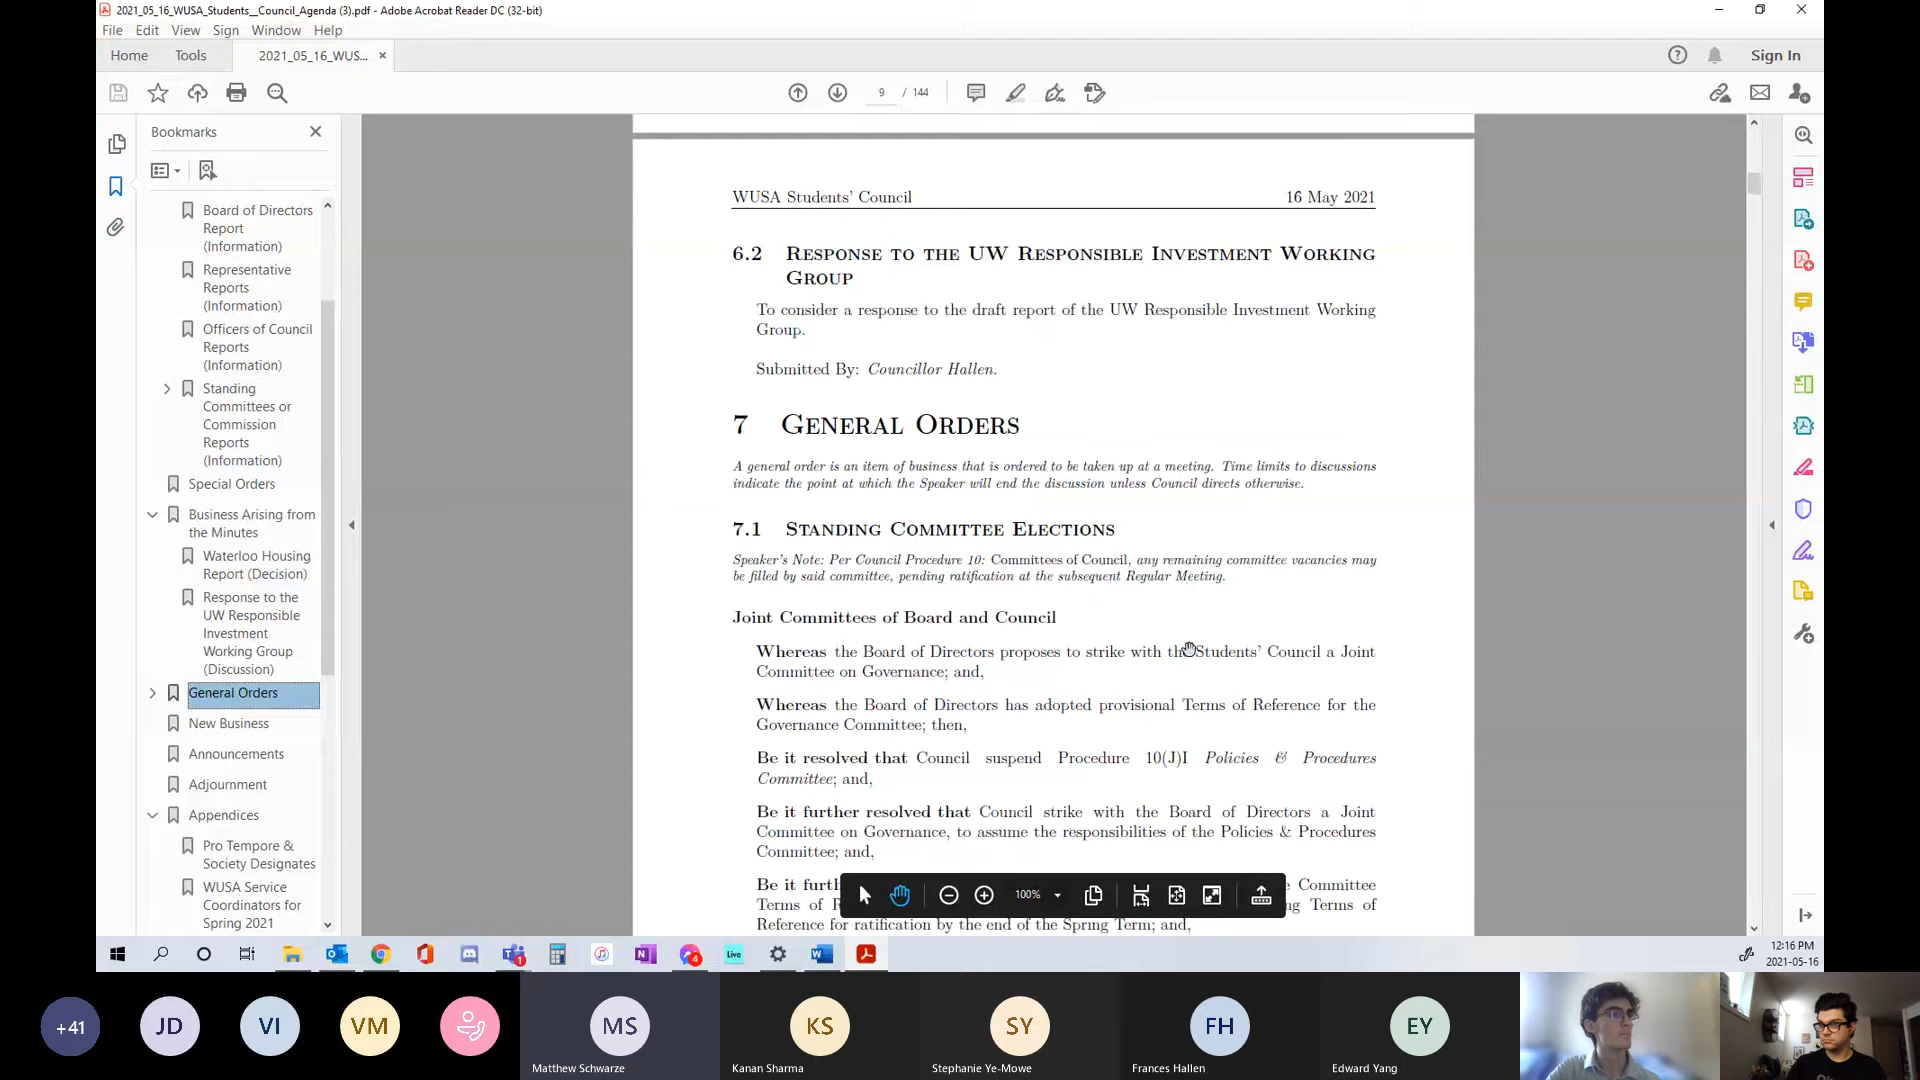 2021_05_16_WUSA_Students__Council_Agenda (3).pdf - Adobe Acrobat Reader DC (32-bit)
File Edit View Sign Window Help
Home Tools 2021_05_16_WUS... Sign In
9 / 144
Bookmarks
Board of Directors
Report
(Information)
Representative
Reports
(Information)
Officers of Council
Reports
(Information)
Standing
Committees or
Commission
Reports
(Information)
Special Orders
Business Arising from
the Minutes
Waterloo Housing
Report (Decision)
Response to the
UW Responsible
Investment
Working Group
(Discussion)
General Orders
New Business
Announcements
Adjournment
Appendices
Pro Tempore &
Society Designates
WUSA Service
Coordinators for
Spring 2021
WUSA Students' Council 16 May 2021
6.2 Response to the UW Responsible Investment Working
Group
To consider a response to the draft report of the UW Responsible Investment Working
Group.
Submitted By: Councillor Hallen.
7 General Orders
A general order is an item of business that is ordered to be taken up at a meeting. Time limits to discussions
indicate the point at which the Speaker will end the discussion unless Council directs otherwise.
7.1 Standing Committee Elections
Speaker's Note: Per Council Procedure 10: Committees of Council, any remaining committee vacancies may
be filled by said committee, pending ratification at the subsequent Regular Meeting.
Joint Committees of Board and Council
Whereas the Board of Directors proposes to strike with the Students' Council a Joint
Committee on Governance; and,
Whereas the Board of Directors has adopted provisional Terms of Reference for the
Governance Committee; then,
Be it resolved that Council suspend Procedure 10(J)I Policies & Procedures
Committee; and,
Be it further resolved that Council strike with the Board of Directors a Joint
Committee on Governance, to assume the responsibilities of the Policies & Procedures
Committee; and,
Be it Committee
Terms of Terms of
Reference for ratification by the end of the Spring Term; and,
100%
1
4
Live
12:16 PM
2021-05-16
+41
JD
VI
VM
MS
KS
SY
FH
EY
Matthew Schwarze
Kanan Sharma
Stephanie Ye-Mowe
Frances Hallen
Edward Yang